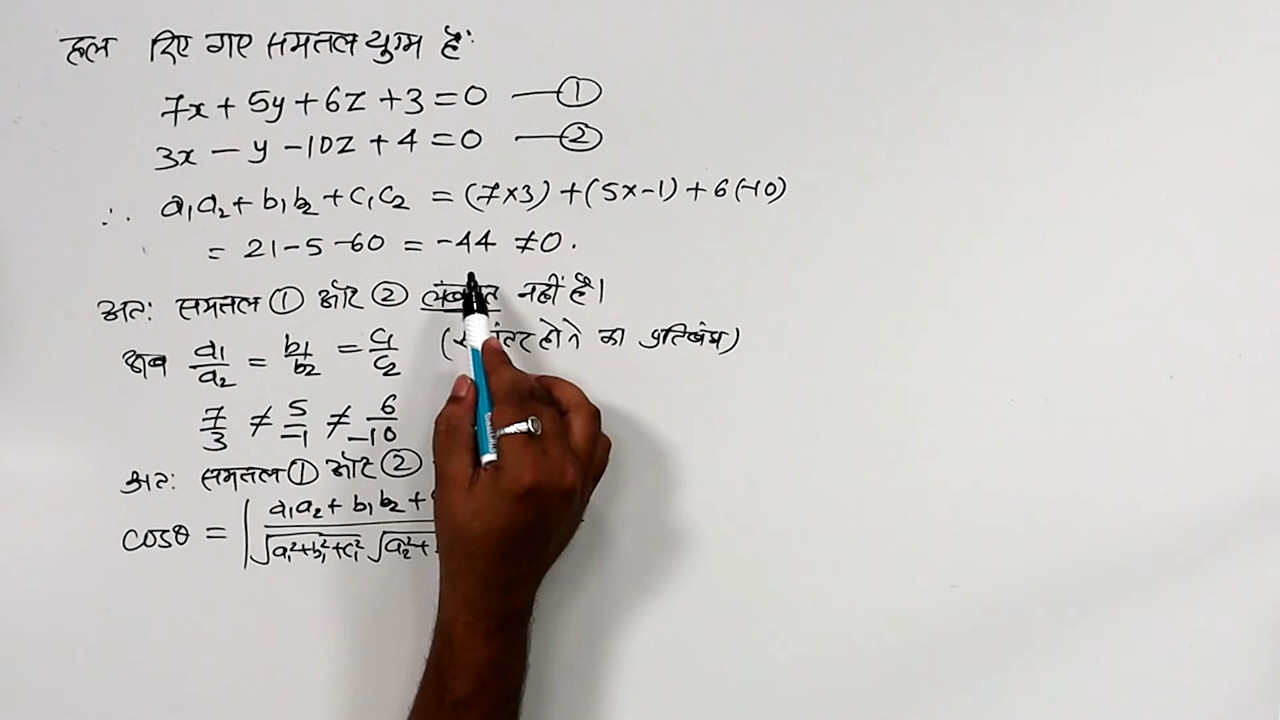 हल दिए गए समतल युग्म हैं:
7x + 5y + 6z + 3 = 0 — ①
3x - y - 10z + 4 = 0 — ②
∴ a₁a₂ + b₁b₂ + c₁c₂ = (7×3) + (5×-1) + 6(-10)
= 21 - 5 - 60 = -44 ≠ 0.
अतः समतल ① और ② नहीं है।
अब a₁/a₂ = b₁/b₂ = c₁/c₂ ( होने का प्रतिबंध)
7/3 ≠ 5/-1 ≠ 6/-10
अतः समतल ① और ②
cosθ = | a₁a₂ + b₁b₂ + / √a₁²+b₁²+c₁² √a₂²+